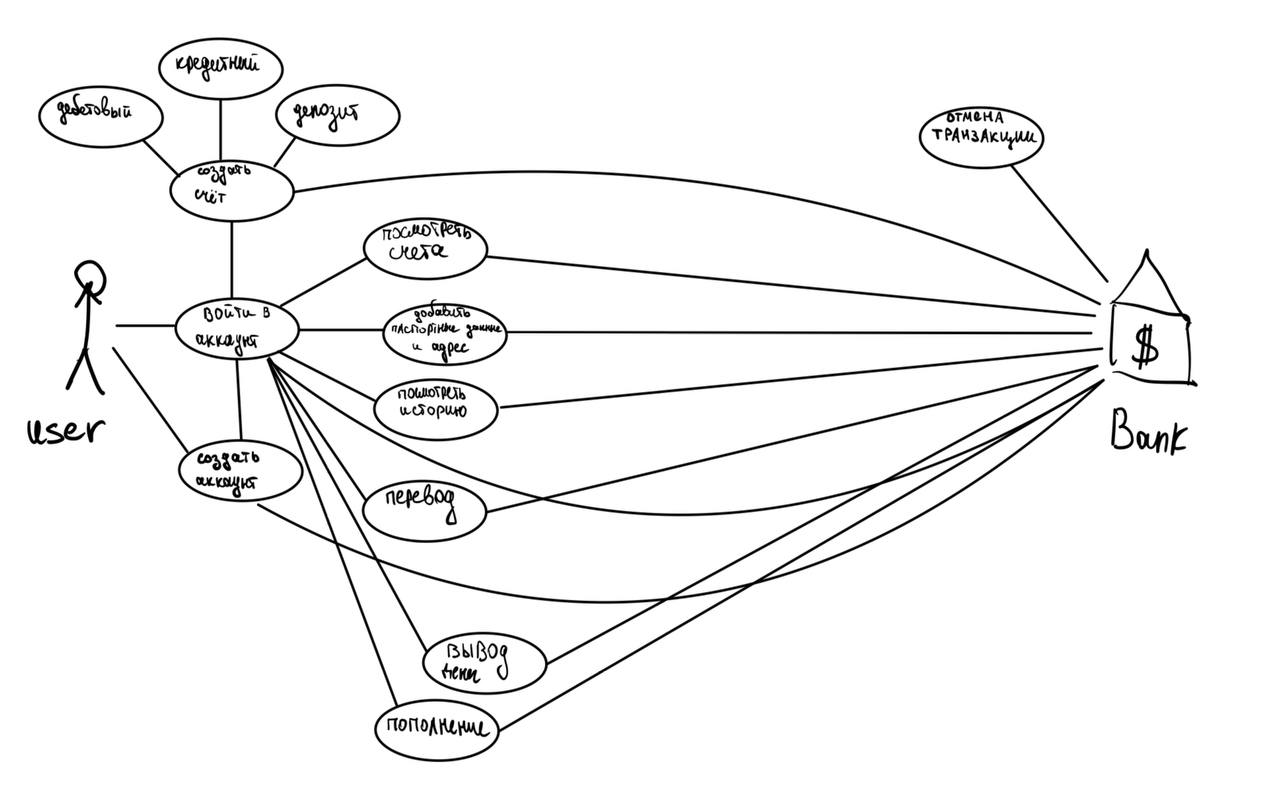 кредитный
дебетовый
депозит
создать
счёт
отмена
транзакции
посмотреть
счета
войти в
аккаунт
добавить
паспортные данные
и адрес
$
посмотреть
историю
user
Bank
создать
аккаунт
перевод
вывод
денег
пополнение